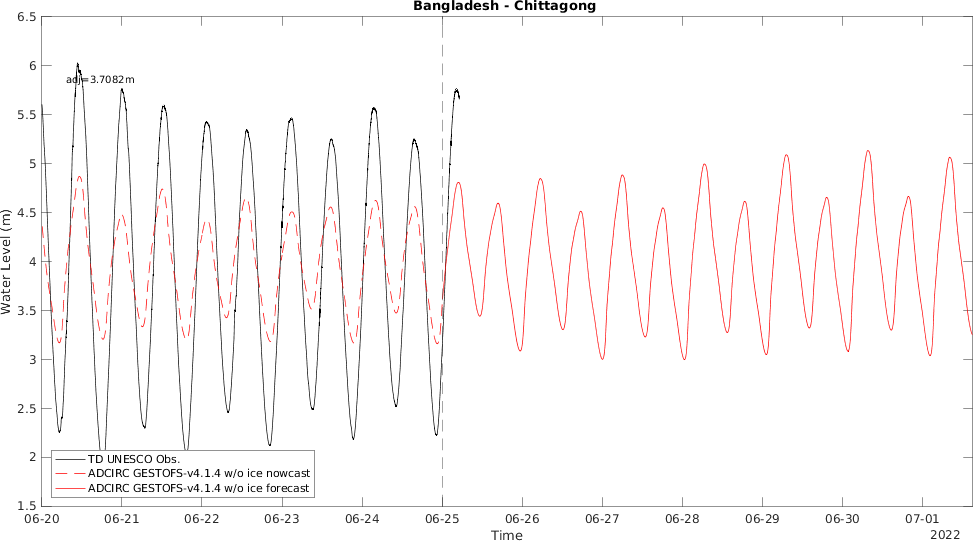 Bangladesh - Chittagong
6.5
6
5.5
5
4.5
4
3.5
3
2.5
2
1.5
Water Level (m)
adj=3.7082m
TD UNESCO Obs.
ADCIRC GESTOFS-v4.1.4 w/o ice nowcast
ADCIRC GESTOFS-v4.1.4 w/o ice forecast
06-20 06-21 06-22 06-23 06-24 06-25 06-26 06-27 06-28 06-29 06-30 07-01
2022
Time